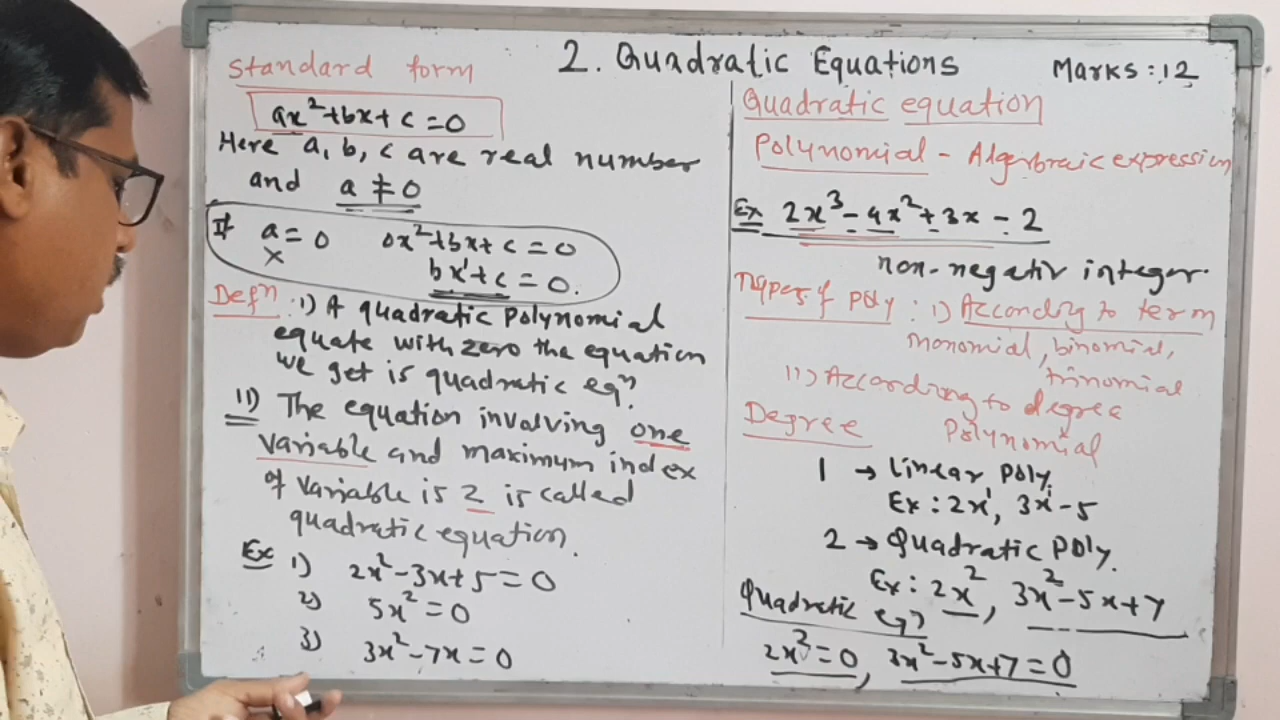 2. Quadratic Equations
Marks: 12
Standard form
ax²+bx+c=0
Here a, b, c are real number
and a ≠ 0
If a=0 0x²+bx+c=0
x
bx¹+c=0.
Defⁿ: i) A quadratic polynomial
equate with zero the equation
we get is quadratic eqⁿ.
ii) The equation involving one
variable and maximum index
of variable is 2 is called
quadratic equation.
Ex 1) 2x²-3x+5=0
2) 5x²=0
3) 3x²-7x=0
Quadratic equation
Polynomial - Algerbraic expression
Ex 2x³-4x²+3x-2
non-negativ integer.
Types of poly: i) Accordig to term
monomial, binomial,
trinomial
ii) According to degree
Degree Polynomial
1 → Linear poly.
Ex: 2x¹, 3x¹-5
2 → Quadratic poly.
Ex: 2x², 3x²-5x+7
Quadratic eqⁿ
2x²=0, 3x²-5x+7=0